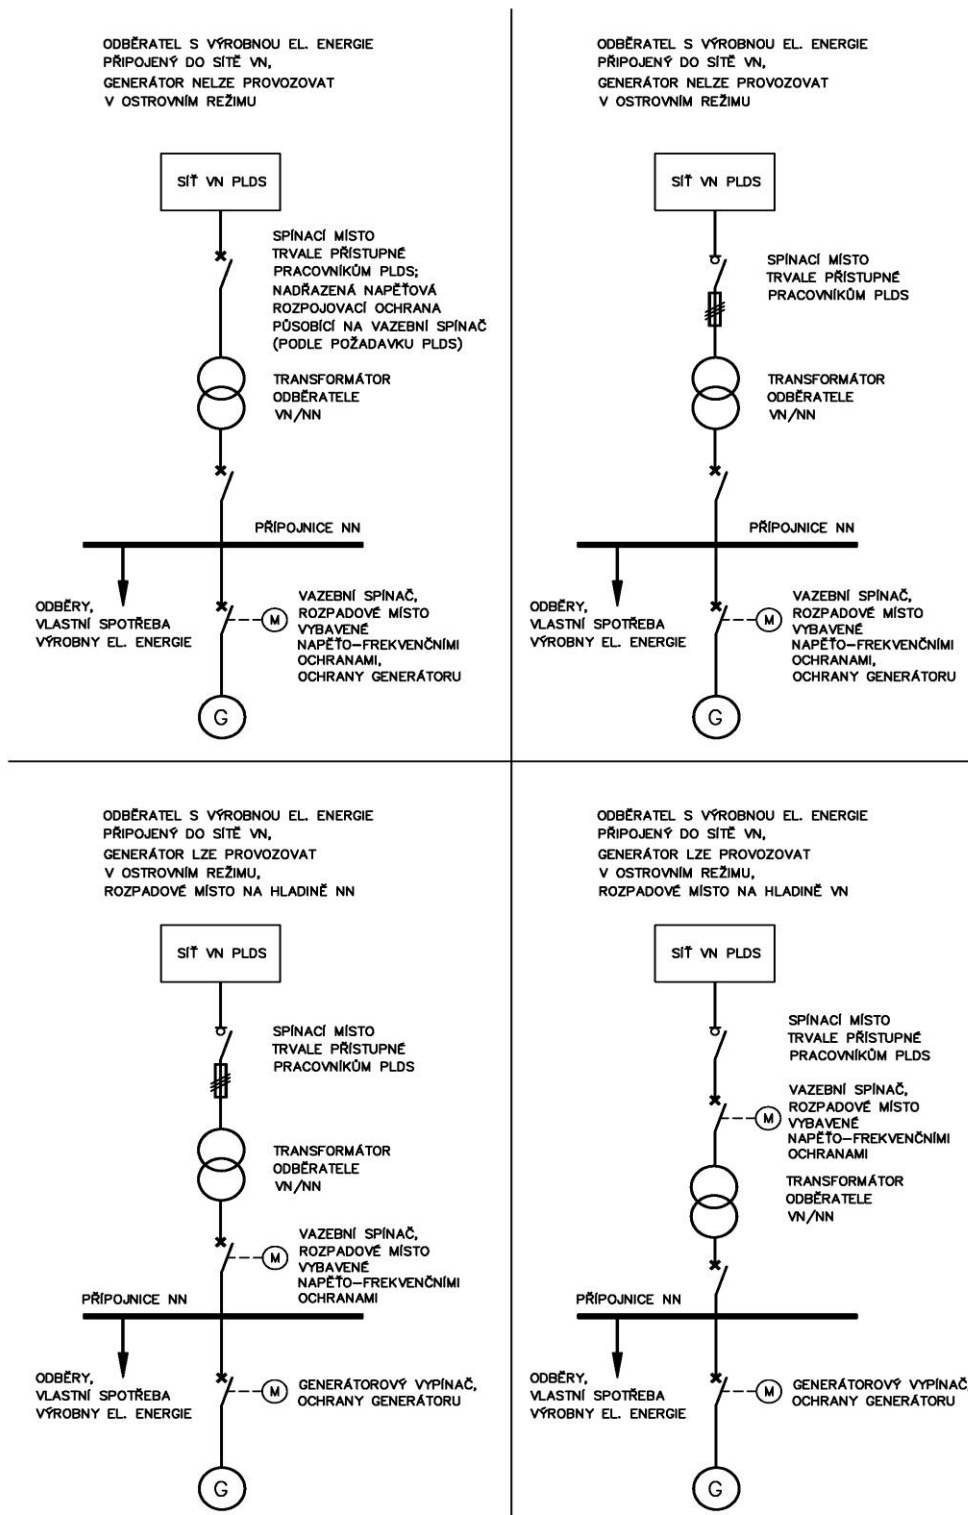 ODBĚRATEL S VÝROBNOU EL. ENERGIE
PŘIPOJENÝ DO SÍTĚ VN,
GENERÁTOR NELZE PROVOZOVAT
V OSTROVNÍM REŽIMU
SÍŤ VN PLDS
SPÍNACÍ MÍSTO
TRVALE PŘÍSTUPNÉ
PRACOVNÍKŮM PLDS;
NADŘAZENÁ NAPĚŤOVÁ
ROZPOJOVACÍ OCHRANA
PŮSOBÍCÍ NA VAZEBNÍ SPÍNAČ
(PODLE POŽADAVKU PLDS)
TRANSFORMÁTOR
ODBĚRATELE
VN/NN
PŘÍPOJNICE NN
ODBĚRY,
VLASTNÍ SPOTŘEBA
VÝROBNY EL. ENERGIE
M
VAZEBNÍ SPÍNAČ,
ROZPADOVÉ MÍSTO
VYBAVENÉ
NAPĚŤO-FREKVENČNÍMI
OCHRANAMI,
OCHRANY GENERÁTORU
G
ODBĚRATEL S VÝROBNOU EL. ENERGIE
PŘIPOJENÝ DO SÍTĚ VN,
GENERÁTOR NELZE PROVOZOVAT
V OSTROVNÍM REŽIMU
SÍŤ VN PLDS
SPÍNACÍ MÍSTO
TRVALE PŘÍSTUPNÉ
PRACOVNÍKŮM PLDS
TRANSFORMÁTOR
ODBĚRATELE
VN/NN
PŘÍPOJNICE NN
ODBĚRY,
VLASTNÍ SPOTŘEBA
VÝROBNY EL. ENERGIE
M
VAZEBNÍ SPÍNAČ,
ROZPADOVÉ MÍSTO
VYBAVENÉ
NAPĚŤO-FREKVENČNÍMI
OCHRANAMI,
OCHRANY GENERÁTORU
G
ODBĚRATEL S VÝROBNOU EL. ENERGIE
PŘIPOJENÝ DO SÍTĚ VN,
GENERÁTOR LZE PROVOZOVAT
V OSTROVNÍM REŽIMU,
ROZPADOVÉ MÍSTO NA HLADINĚ NN
SÍŤ VN PLDS
SPÍNACÍ MÍSTO
TRVALE PŘÍSTUPNÉ
PRACOVNÍKŮM PLDS
TRANSFORMÁTOR
ODBĚRATELE
VN/NN
M
VAZEBNÍ SPÍNAČ,
ROZPADOVÉ MÍSTO
VYBAVENÉ
NAPĚŤO-FREKVENČNÍMI
OCHRANAMI
PŘÍPOJNICE NN
ODBĚRY,
VLASTNÍ SPOTŘEBA
VÝROBNY EL. ENERGIE
M
GENERÁTOROVÝ VYPÍNAČ,
OCHRANY GENERÁTORU
G
ODBĚRATEL S VÝROBNOU EL. ENERGIE
PŘIPOJENÝ DO SÍTĚ VN,
GENERÁTOR LZE PROVOZOVAT
V OSTROVNÍM REŽIMU,
ROZPADOVÉ MÍSTO NA HLADINĚ VN
SÍŤ VN PLDS
SPÍNACÍ MÍSTO
TRVALE PŘÍSTUPNÉ
PRACOVNÍKŮM PLDS
M
VAZEBNÍ SPÍNAČ,
ROZPADOVÉ MÍSTO
VYBAVENÉ
NAPĚŤO-FREKVENČNÍMI
OCHRANAMI
TRANSFORMÁTOR
ODBĚRATELE
VN/NN
PŘÍPOJNICE NN
ODBĚRY,
VLASTNÍ SPOTŘEBA
VÝROBNY EL. ENERGIE
M
GENERÁTOROVÝ VYPÍNAČ,
OCHRANY GENERÁTORU
G